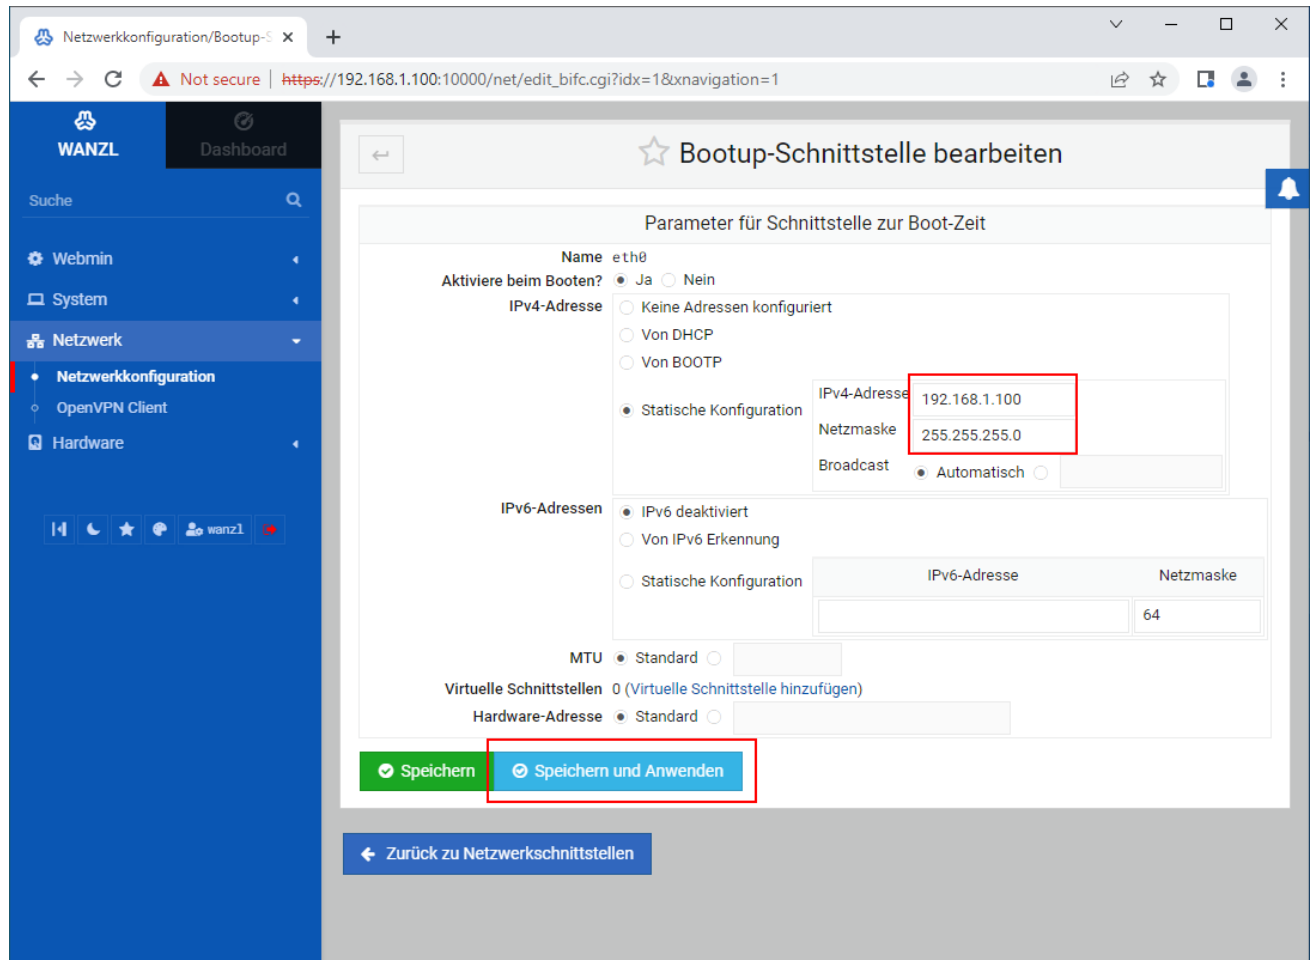 Netzwerkkonfiguration/Bootup-S
Not secure | https://192.168.1.100:10000/net/edit_bifc.cgi?idx=1&xnavigation=1
WANZL
Dashboard
Suche
Webmin
System
Netzwerk
Netzwerkkonfiguration
OpenVPN Client
Hardware
wanzl
Bootup-Schnittstelle bearbeiten
Parameter für Schnittstelle zur Boot-Zeit
Name eth0
Aktiviere beim Booten? Ja Nein
IPv4-Adresse Keine Adressen konfiguriert
Von DHCP
Von BOOTP
Statische Konfiguration
IPv4-Adresse 192.168.1.100
Netzmaske 255.255.255.0
Broadcast Automatisch
IPv6-Adressen IPv6 deaktiviert
Von IPv6 Erkennung
Statische Konfiguration
IPv6-Adresse Netzmaske
64
MTU Standard
Virtuelle Schnittstellen 0 (Virtuelle Schnittstelle hinzufügen)
Hardware-Adresse Standard
Speichern Speichern und Anwenden
Zurück zu Netzwerkschnittstellen